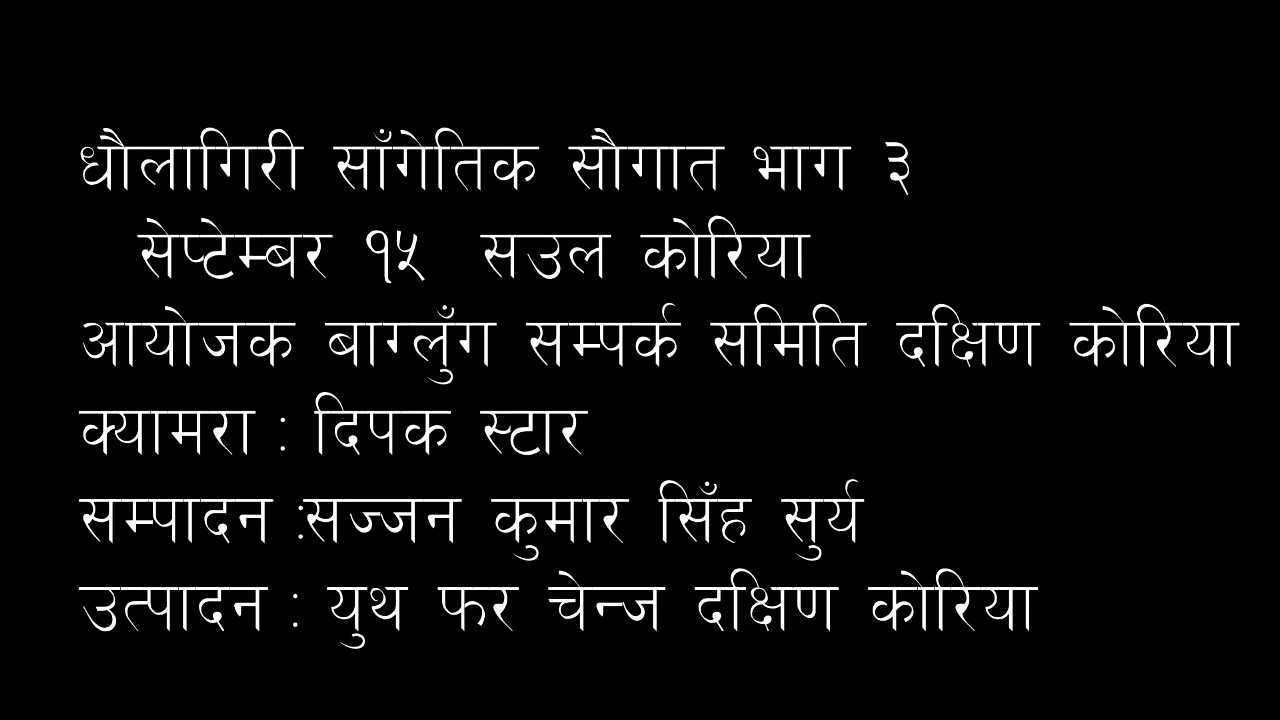 धौलागिरी साँगेतिक सौगात भाग ३
सेप्टेम्बर १५ सउल कोरिया
आयोजक बाग्लुँग सम्पर्क समिति दक्षिण कोरिया
क्यामरा : दिपक स्टार
सम्पादन :सज्जन कुमार सिँह सुर्य
उत्पादन : युथ फर चेन्ज दक्षिण कोरिया